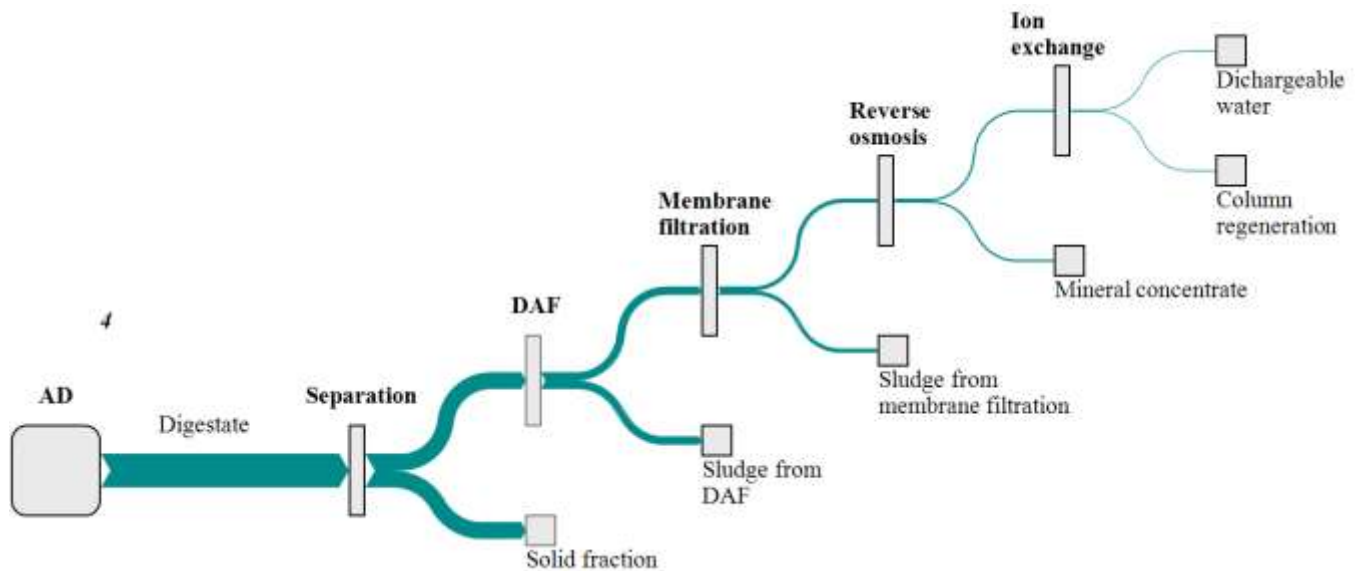 Ion
exchange
Dichargeable
water
Reverse
osmosis
Column
regeneration
Membrane
filtration
Mineral concentrate
4
DAF
Sludge from
membrane filtration
AD
Separation
Digestate
Sludge from
DAF
Solid fraction